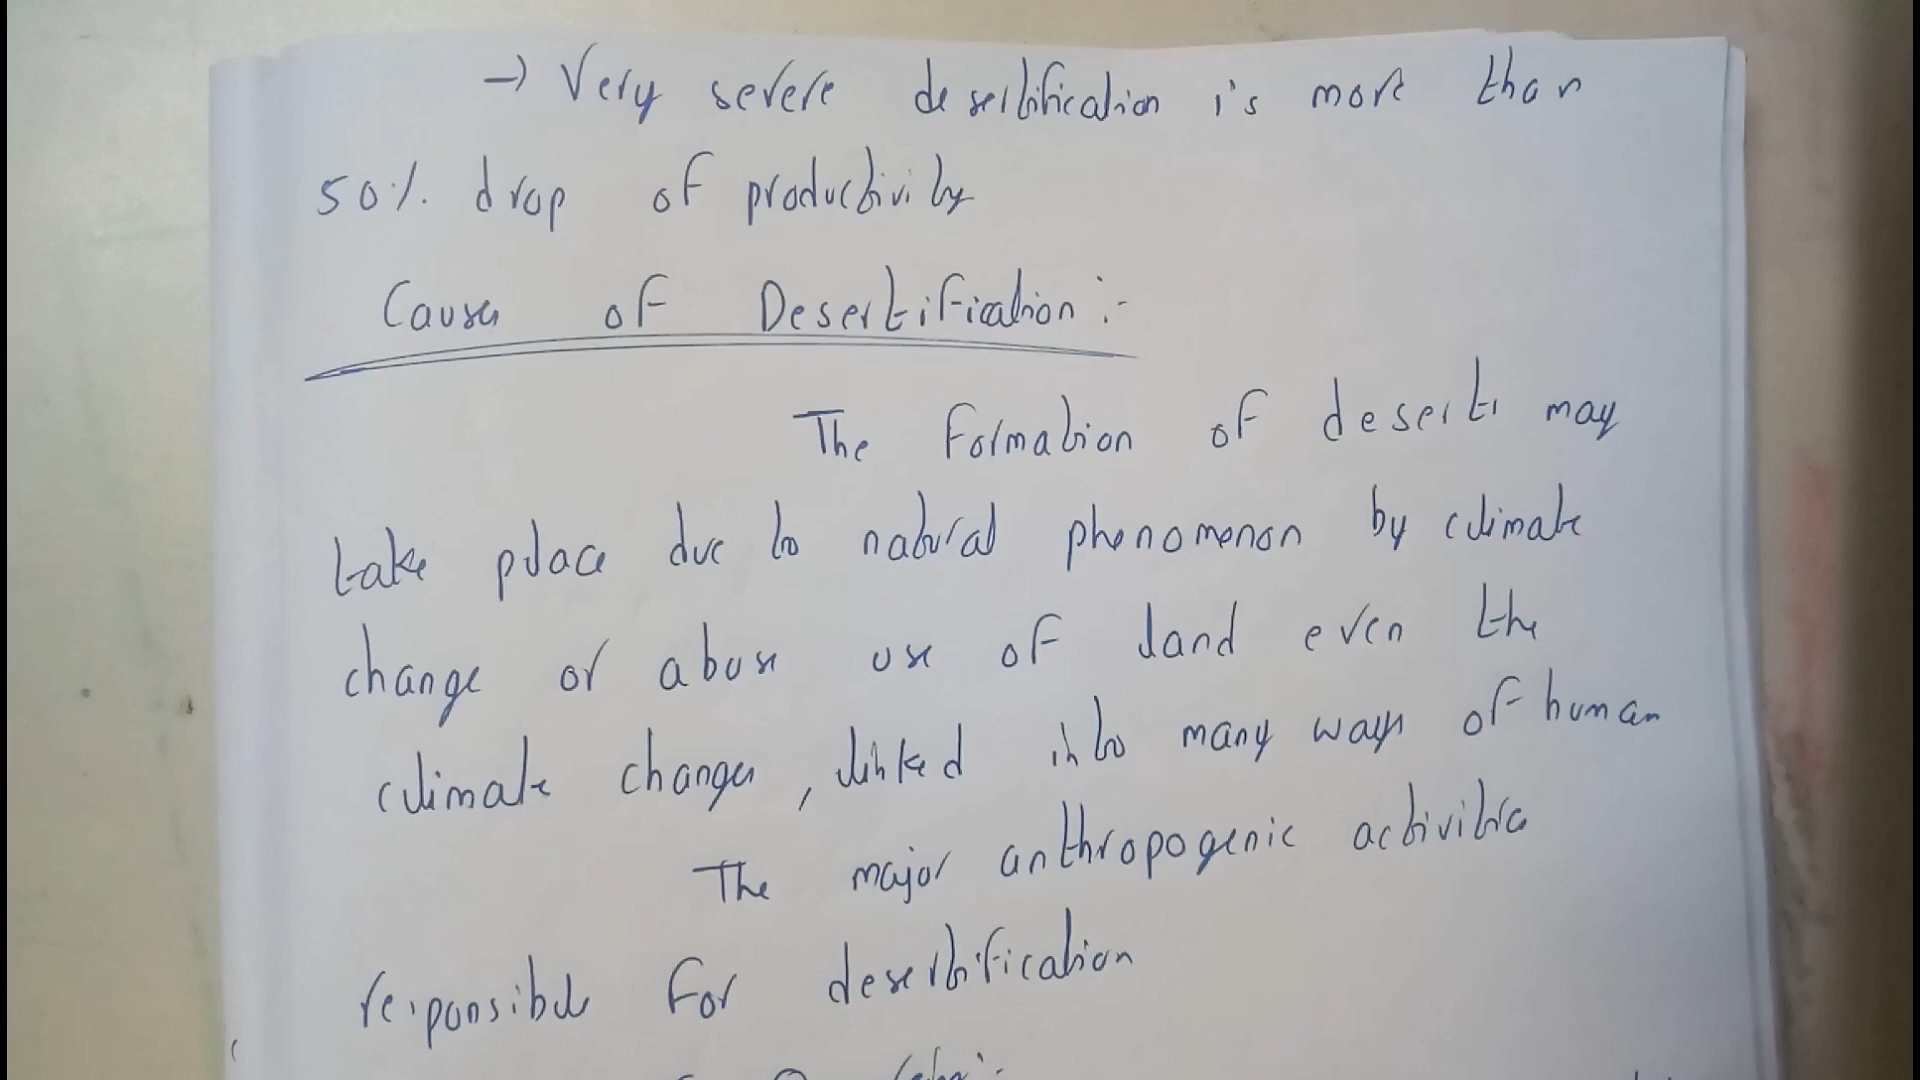 → Very severe desertification is more than
50% drop of productivity
Causes of Desertification :-
The Formation of deserts may
take place due to natural phenomenon by climate
change or abuse use of land even the
climate changes, linked into many ways of human
The major anthropogenic activities
responsible For desertification